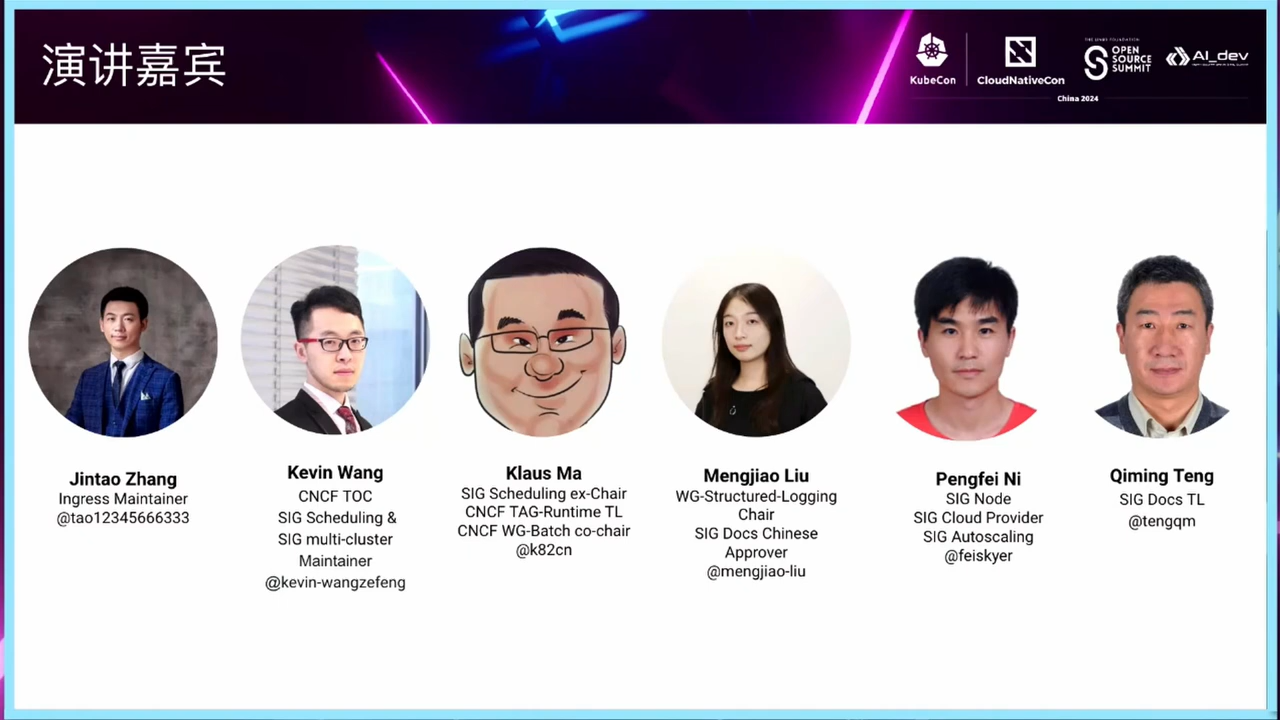 演讲嘉宾
KubeCon
CloudNativeCon
THE LINUX FOUNDATION
OPEN
SOURCE
SUMMIT
AI_dev
China 2024
Jintao Zhang
Ingress Maintainer
@tao12345666333
Kevin Wang
CNCF TOC
SIG Scheduling &
SIG multi-cluster
Maintainer
@kevin-wangzefeng
Klaus Ma
SIG Scheduling ex-Chair
CNCF TAG-Runtime TL
CNCF WG-Batch co-chair
@k82cn
Mengjiao Liu
WG-Structured-Logging
Chair
SIG Docs Chinese
Approver
@mengjiao-liu
Pengfei Ni
SIG Node
SIG Cloud Provider
SIG Autoscaling
@feiskyer
Qiming Teng
SIG Docs TL
@tengqm